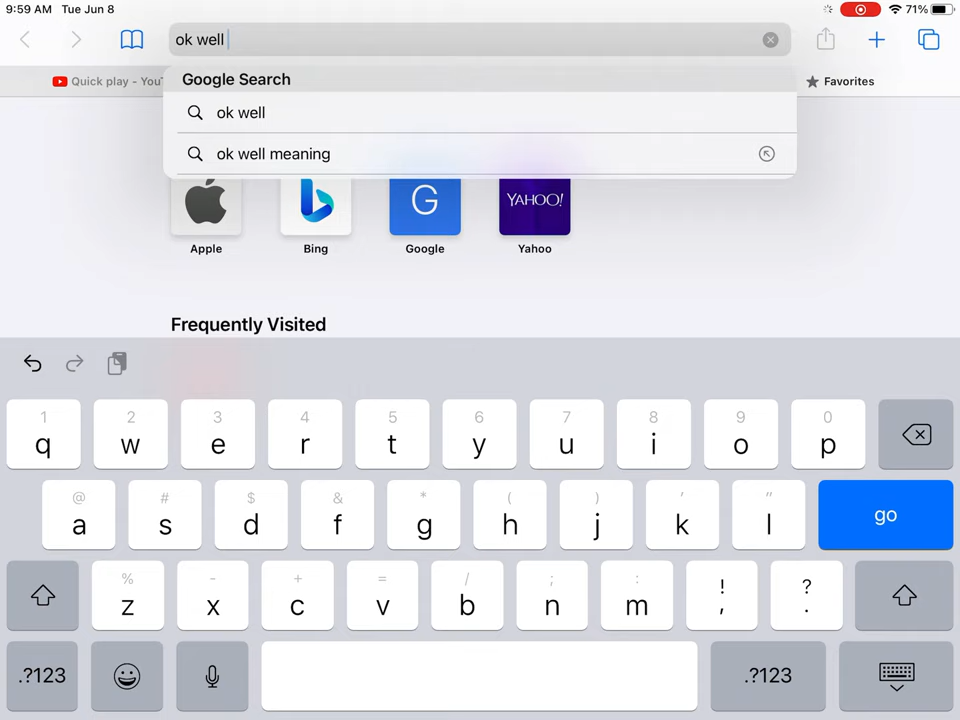 9:59 AM Tue Jun 8 71%
ok well
Quick play - YouT Favorites
Google Search
ok well
ok well meaning
G YAHOO!
Apple Bing Google Yahoo
Frequently Visited
1 2 3 4 5 6 7 8 9 0
q w e r t y u i o p
@ # $ & * ( ) ' "
a s d f g h j k l go
% - + = / ; : ! ?
z x c v b n m , .
.?123 .?123